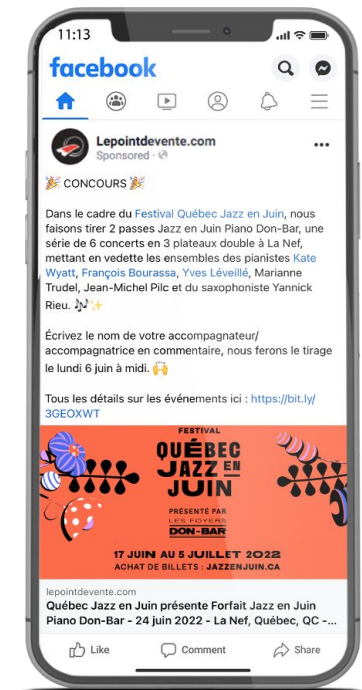 11:13
facebook
Lepointdevente.com
Sponsored ·
CONCOURS
Dans le cadre du Festival Québec Jazz en Juin, nous
faisons tirer 2 passes Jazz en Juin Piano Don-Bar, une
série de 6 concerts en 3 plateaux double à La Nef,
mettant en vedette les ensembles des pianistes Kate
Wyatt, François Bourassa, Yves Léveillé, Marianne
Trudel, Jean-Michel Pilc et du saxophoniste Yannick
Rieu.
Écrivez le nom de votre accompagnateur/
accompagnatrice en commentaire, nous ferons le tirage
le lundi 6 juin à midi.
Tous les détails sur les événements ici : https://bit.ly/
3GEOXWT
FESTIVAL
QUÉBEC
JAZZ EN
JUIN
PRÉSENTÉ PAR
LES FOYERS
DON-BAR
17 JUIN AU 5 JUILLET 2022
ACHAT DE BILLETS : JAZZENJUIN.CA
lepointdevente.com
Québec Jazz en Juin présente Forfait Jazz en Juin
Piano Don-Bar - 24 juin 2022 - La Nef, Québec, QC -...
Like
Comment
Share